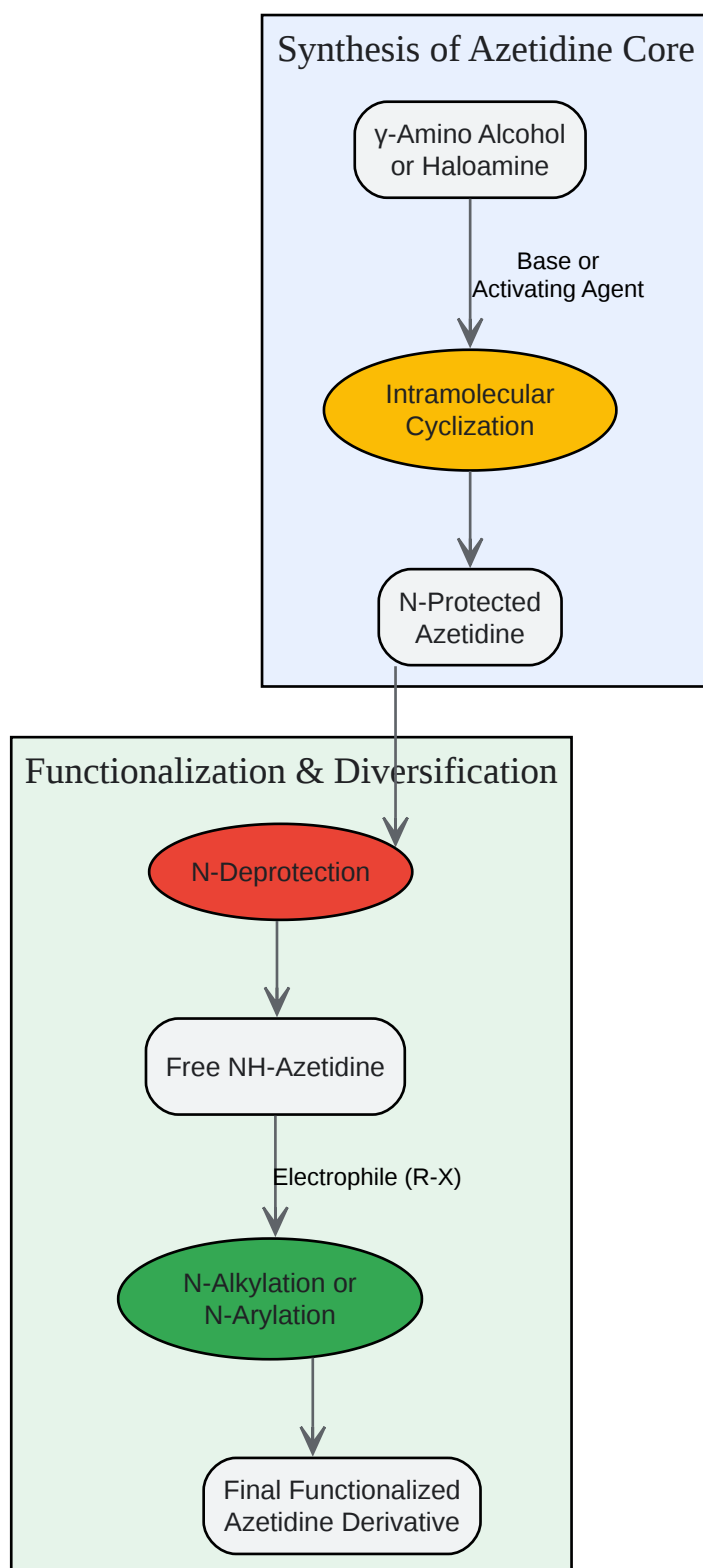 Synthesis of Azetidine Core
γ-Amino Alcohol
or Haloamine
Base or
Activating Agent
Intramolecular
Cyclization
N-Protected
Azetidine
Functionalization & Diversification
N-Deprotection
Free NH-Azetidine
Electrophile (R-X)
N-Alkylation or
N-Arylation
Final Functionalized
Azetidine Derivative